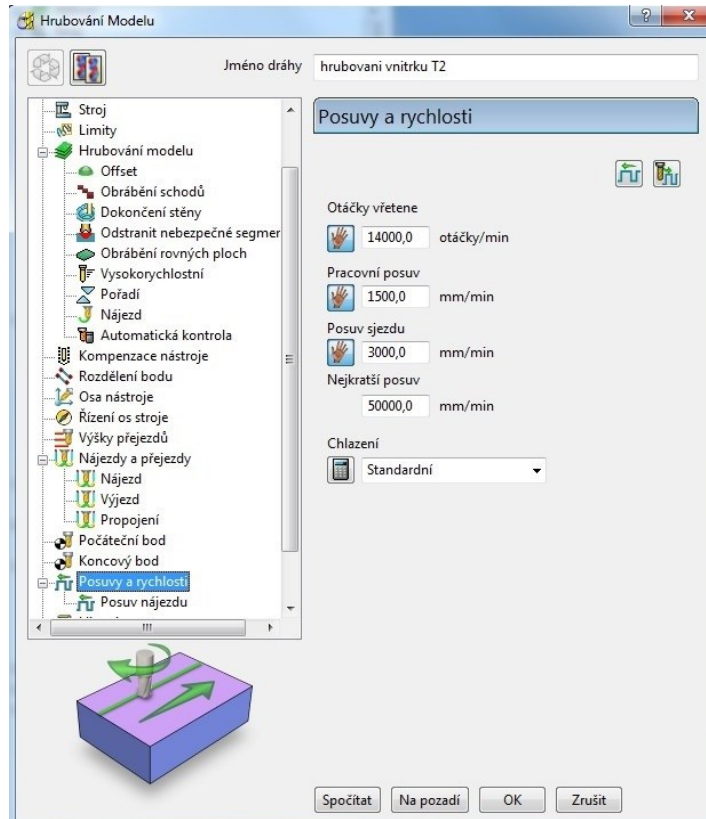 Hrubování Modelu
Jméno dráhy
hrubovani vnitrku T2
Stroj
Limity
Hrubování modelu
Offset
Obrábění schodů
Dokončení stěny
Odstranit nebezpečné segmer
Obrábění rovných ploch
Vysokorychlostní
Pořadí
Nájezd
Automatická kontrola
Kompenzace nástroje
Rozdělení bodu
Osa nástroje
Řízení os stroje
Výšky přejezdů
Nájezdy a přejezdy
Nájezd
Výjezd
Propojení
Počáteční bod
Koncový bod
Posuvy a rychlosti
Posuv nájezdu
Posuvy a rychlosti
Otáčky vřetene
14000,0 otáčky/min
Pracovní posuv
1500,0 mm/min
Posuv sjezdu
3000,0 mm/min
Nejkratší posuv
50000,0 mm/min
Chlazení
Standardní
Spočítat Na pozadí OK Zrušit